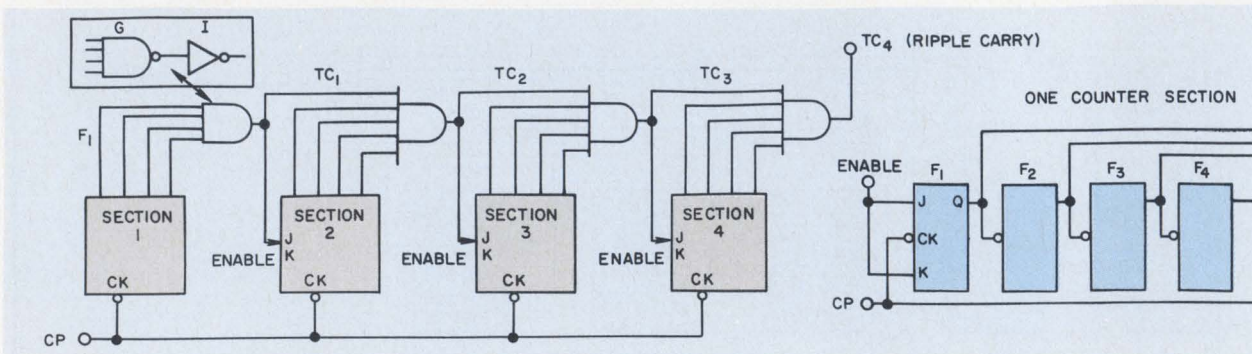 G I
TC1 TC2 TC3 TC4 (RIPPLE CARRY)
ONE COUNTER SECTION
F1
ENABLE F1 F2 F3 F4
J Q
CK
K
CP
SECTION 1
CK
SECTION 2
J
K
ENABLE
CK
SECTION 3
J
K
ENABLE
CK
SECTION 4
J
K
ENABLE
CK
CP